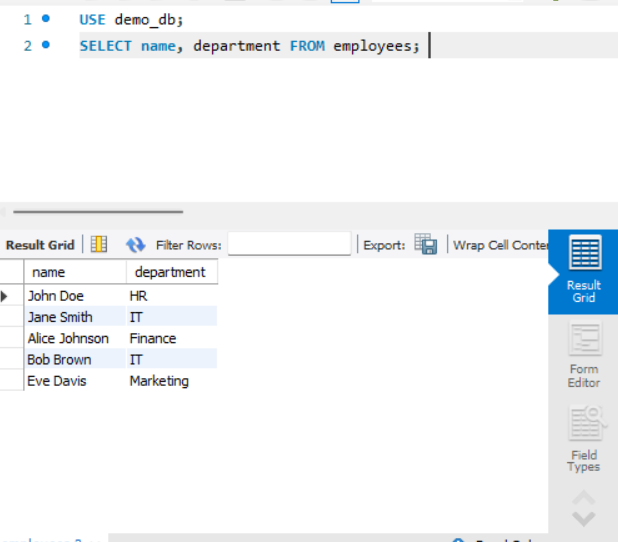 1 USE demo_db;
2 SELECT name, department FROM employees;
Result Grid Filter Rows: Export: Wrap Cell Conte
name department
John Doe HR
Jane Smith IT
Alice Johnson Finance
Bob Brown IT
Eve Davis Marketing
Result
Grid
Form
Editor
Field
Types